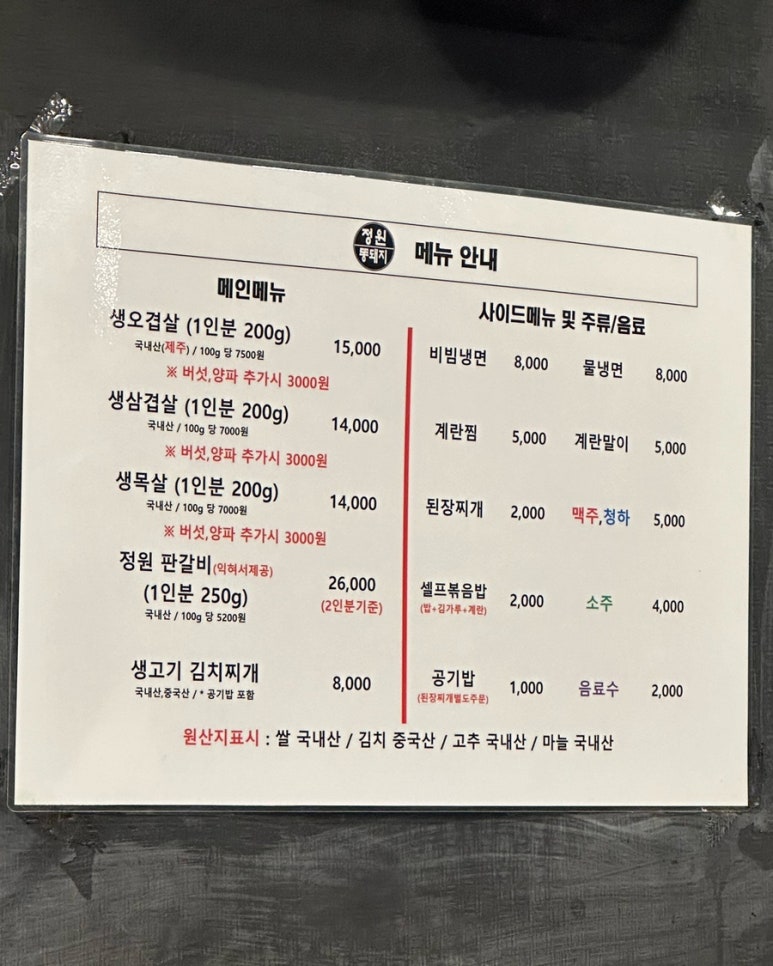 정원
뚱돼지
메뉴 안내
메인메뉴
생오겹살 (1인분 200g) 15,000
국내산(제주) / 100g 당 7500원
※ 버섯,양파 추가시 3000원
생삼겹살 (1인분 200g) 14,000
국내산 / 100g 당 7000원
※ 버섯,양파 추가시 3000원
생목살 (1인분 200g) 14,000
국내산 / 100g 당 7000원
※ 버섯,양파 추가시 3000원
정원 판갈비(익혀서제공)
(1인분 250g) 26,000
국내산 / 100g 당 5200원 (2인분기준)
생고기 김치찌개 8,000
국내산,중국산 / * 공기밥 포함
사이드메뉴 및 주류/음료
비빔냉면 8,000 물냉면 8,000
계란찜 5,000 계란말이 5,000
된장찌개 2,000 맥주,청하 5,000
셀프볶음밥 2,000 소주 4,000
(밥+김가루+계란)
공기밥 1,000 음료수 2,000
(된장찌개별도주문)
원산지표시 : 쌀 국내산 / 김치 중국산 / 고추 국내산 / 마늘 국내산